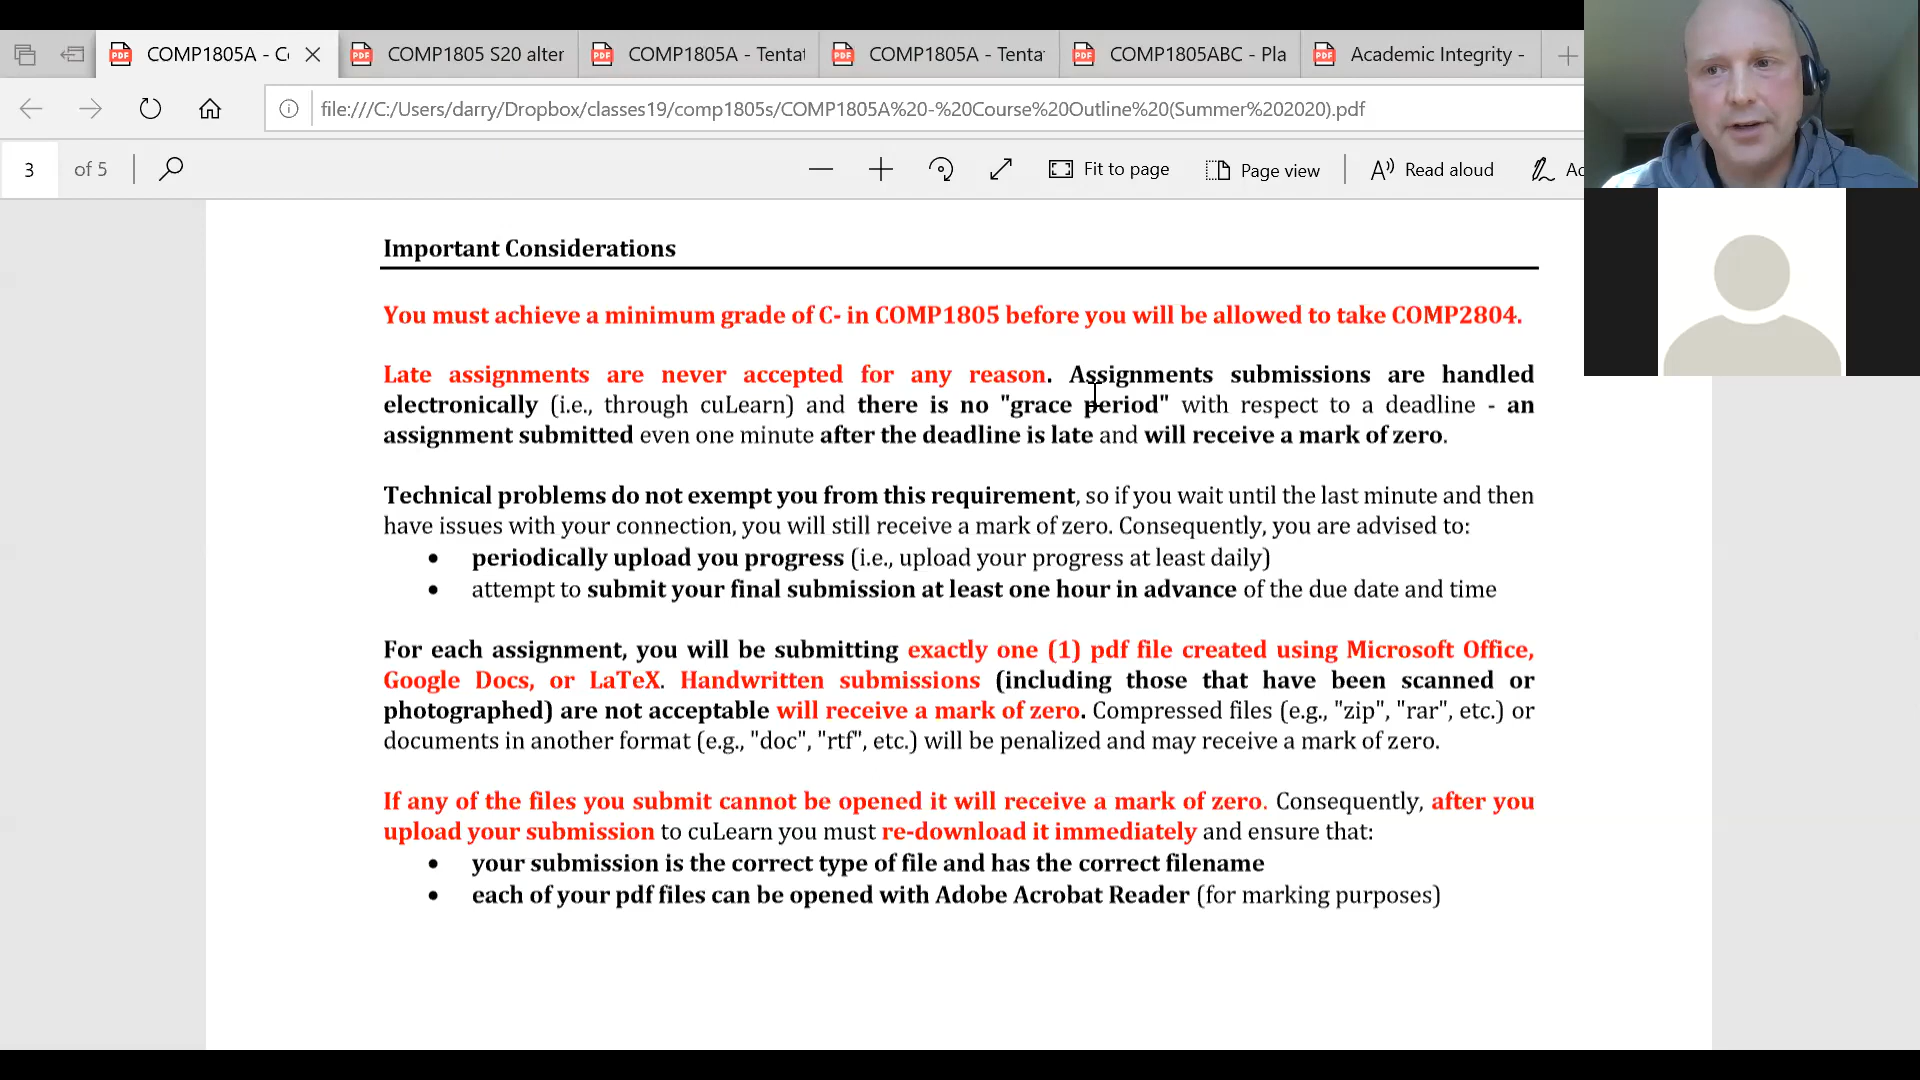 COMP1805A - Co
COMP1805 S20 alter
COMP1805A - Tentat
COMP1805A - Tenta
COMP1805ABC - Pla
Academic Integrity -
file:///C:/Users/darry/Dropbox/classes19/comp1805s/COMP1805A%20-%20Course%20Outline%20(Summer%202020).pdf
3 of 5
Fit to page
Page view
Read aloud
Important Considerations
You must achieve a minimum grade of C- in COMP1805 before you will be allowed to take COMP2804.
Late assignments are never accepted for any reason. Assignments submissions are handled
electronically (i.e., through cuLearn) and there is no "grace period" with respect to a deadline - an
assignment submitted even one minute after the deadline is late and will receive a mark of zero.
Technical problems do not exempt you from this requirement, so if you wait until the last minute and then
have issues with your connection, you will still receive a mark of zero. Consequently, you are advised to:
• periodically upload you progress (i.e., upload your progress at least daily)
• attempt to submit your final submission at least one hour in advance of the due date and time
For each assignment, you will be submitting exactly one (1) pdf file created using Microsoft Office,
Google Docs, or LaTeX. Handwritten submissions (including those that have been scanned or
photographed) are not acceptable will receive a mark of zero. Compressed files (e.g., "zip", "rar", etc.) or
documents in another format (e.g., "doc", "rtf", etc.) will be penalized and may receive a mark of zero.
If any of the files you submit cannot be opened it will receive a mark of zero. Consequently, after you
upload your submission to cuLearn you must re-download it immediately and ensure that:
• your submission is the correct type of file and has the correct filename
• each of your pdf files can be opened with Adobe Acrobat Reader (for marking purposes)